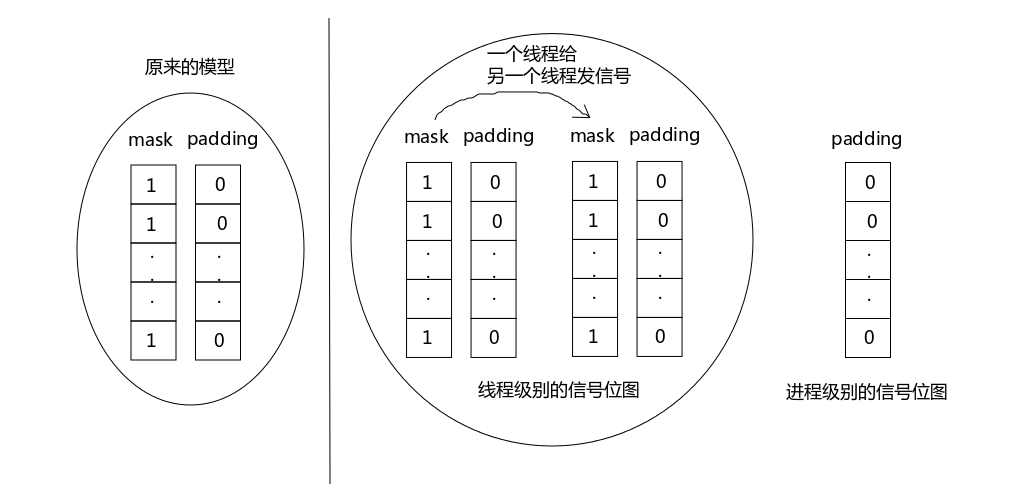 原来的模型
mask padding
1 0
1 0
. .
. .
. .
1 0
一个线程给
另一个线程发信号
mask padding mask padding
1 0 1 0
1 0 1 0
. . . .
. . . .
. . . .
1 0 1 0
线程级别的信号位图
padding
0
0
.
.
.
0
进程级别的信号位图